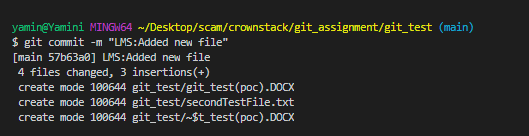 yamin@Yamini MINGW64 ~/Desktop/scam/crownstack/git_assignment/git_test (main)
$ git commit -m "LMS:Added new file"
[main 57b63a0] LMS:Added new file
 4 files changed, 3 insertions(+)
 create mode 100644 git_test/git_test(poc).DOCX
 create mode 100644 git_test/secondTestFile.txt
 create mode 100644 git_test/~$t_test(poc).DOCX